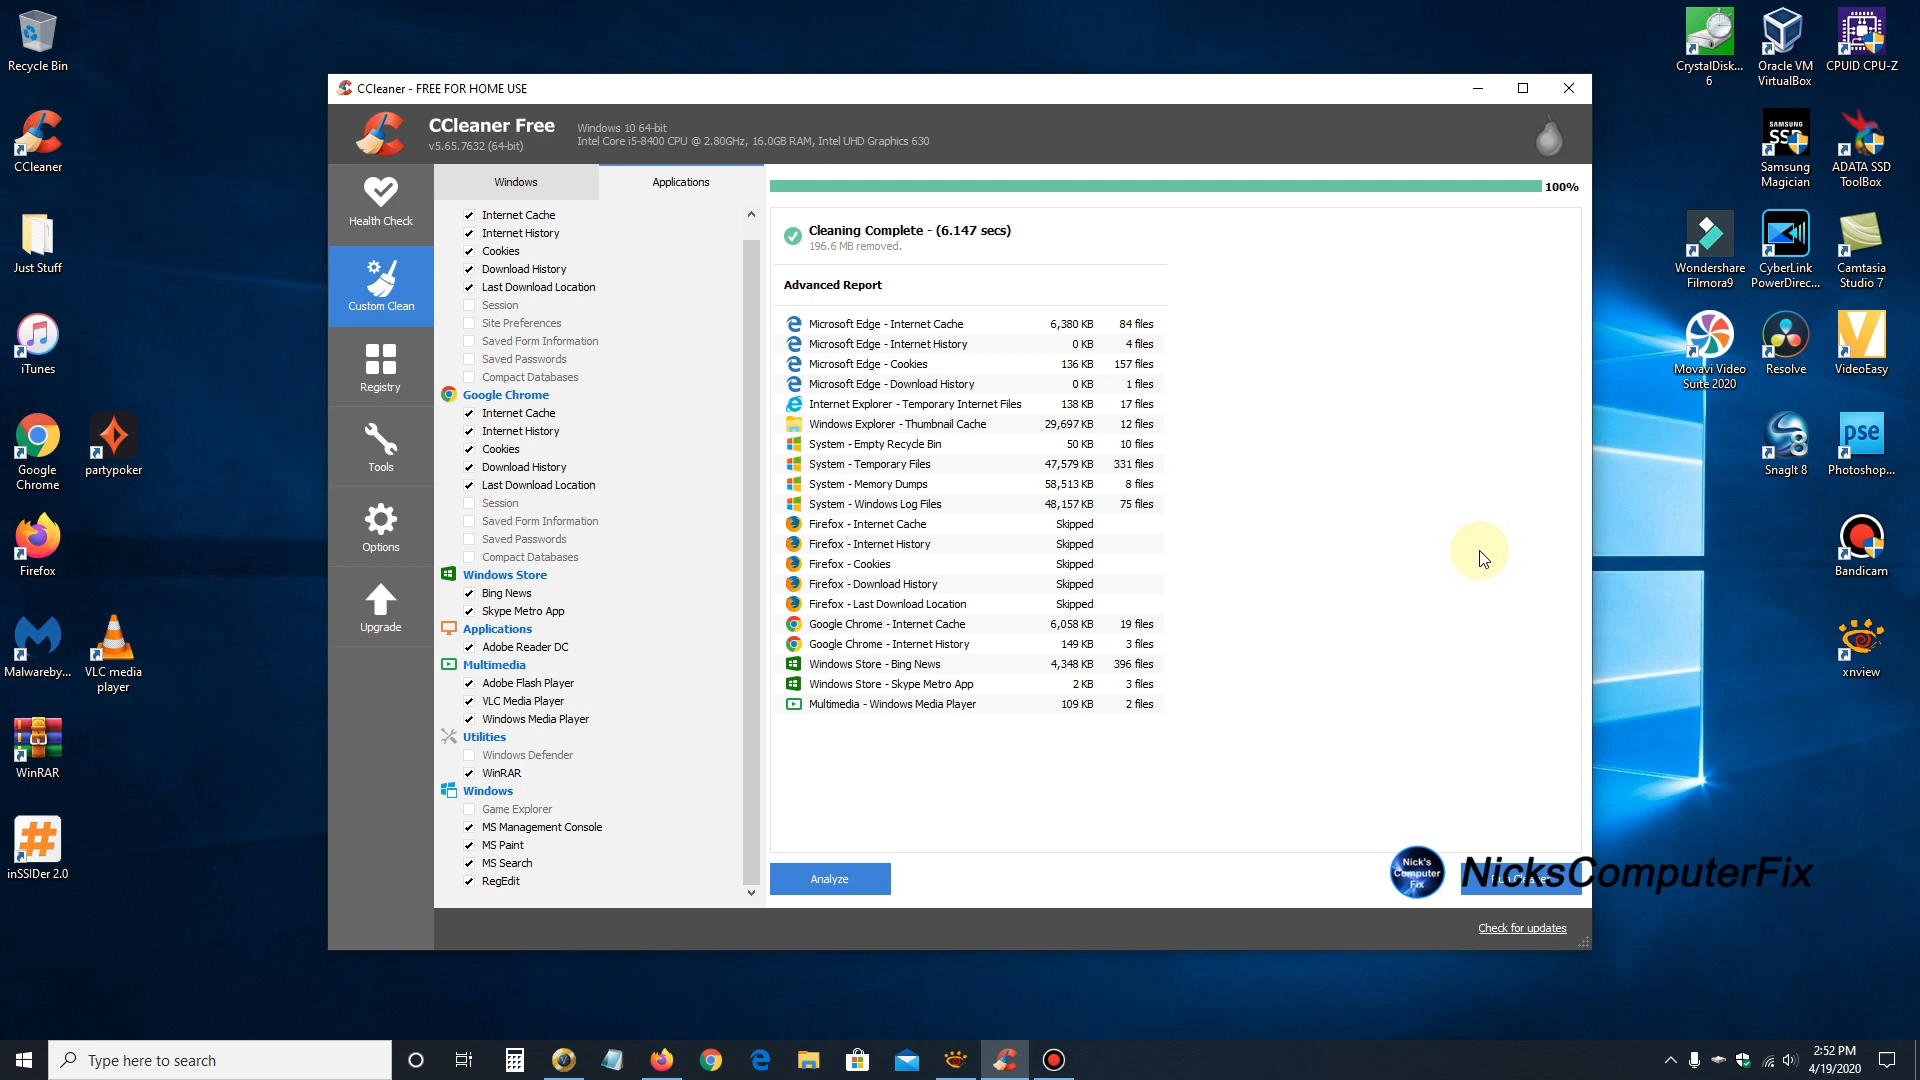 Recycle Bin
CCleaner
Just Stuff
iTunes
Google Chrome
partypoker
Firefox
Malwareby...
VLC media player
WinRAR
inSSIDer 2.0
CCleaner - FREE FOR HOME USE
CCleaner Free
v5.65.7632 (64-bit)
Windows 10 64-bit
Intel Core i5-8400 CPU @ 2.80GHz, 16.0GB RAM, Intel UHD Graphics 630
Health Check
Custom Clean
Registry
Tools
Options
Upgrade
Windows
Applications
Internet Cache
Internet History
Cookies
Download History
Last Download Location
Session
Site Preferences
Saved Form Information
Saved Passwords
Compact Databases
Google Chrome
Internet Cache
Internet History
Cookies
Download History
Last Download Location
Session
Saved Form Information
Saved Passwords
Compact Databases
Windows Store
Bing News
Skype Metro App
Applications
Adobe Reader DC
Multimedia
Adobe Flash Player
VLC Media Player
Windows Media Player
Utilities
Windows Defender
WinRAR
Windows
Game Explorer
MS Management Console
MS Paint
MS Search
RegEdit
100%
Cleaning Complete - (6.147 secs)
196.6 MB removed.
Advanced Report
Microsoft Edge - Internet Cache 6,380 KB 84 files
Microsoft Edge - Internet History 0 KB 4 files
Microsoft Edge - Cookies 136 KB 157 files
Microsoft Edge - Download History 0 KB 1 files
Internet Explorer - Temporary Internet Files 138 KB 17 files
Windows Explorer - Thumbnail Cache 29,697 KB 12 files
System - Empty Recycle Bin 50 KB 10 files
System - Temporary Files 47,579 KB 331 files
System - Memory Dumps 58,513 KB 8 files
System - Windows Log Files 48,157 KB 75 files
Firefox - Internet Cache Skipped
Firefox - Internet History Skipped
Firefox - Cookies Skipped
Firefox - Download History Skipped
Firefox - Last Download Location Skipped
Google Chrome - Internet Cache 6,058 KB 19 files
Google Chrome - Internet History 149 KB 3 files
Windows Store - Bing News 4,348 KB 396 files
Windows Store - Skype Metro App 2 KB 3 files
Multimedia - Windows Media Player 109 KB 2 files
Analyze
Nick's
Computer
Fix
NicksComputerFix
Check for updates
CrystalDisk...
6
Oracle VM
VirtualBox
CPUID CPU-Z
SAMSUNG
SSD
Samsung
Magician
ADATA SSD
ToolBox
Wondershare
Filmora9
CyberLink
PowerDirec...
Camtasia
Studio 7
Movavi Video
Suite 2020
Resolve
VideoEasy
SnagIt 8
pse
Photoshop...
Bandicam
xnview
Type here to search
2:52 PM
4/19/2020